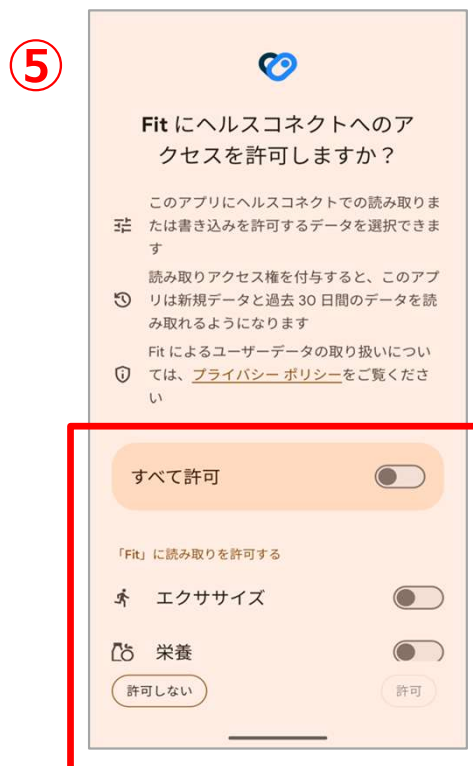 ⑤
Fit にヘルスコネクトへのア
クセスを許可しますか？
このアプリにヘルスコネクトでの読み取りま
たは書き込みを許可するデータを選択できま
す
読み取りアクセス権を付与すると、このアプ
リは新規データと過去 30 日間のデータを読
み取れるようになります
Fit によるユーザーデータの取り扱いについ
ては、プライバシー ポリシーをご覧くださ
い
すべて許可
「Fit」に読み取りを許可する
エクササイズ
栄養
許可しない
許可